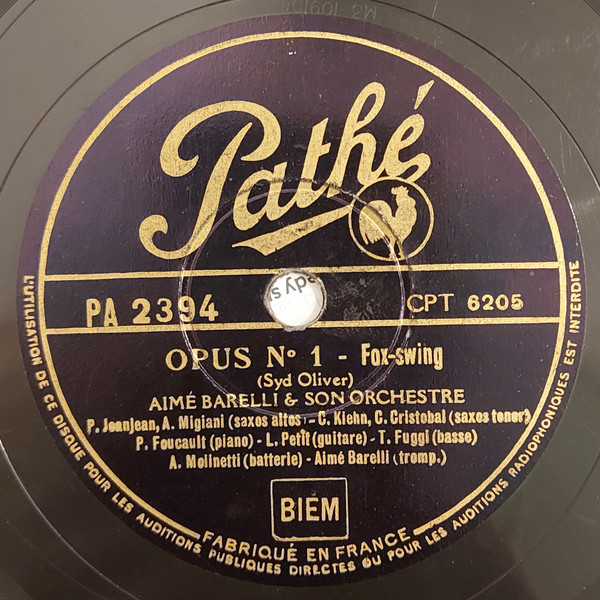 Pathé
PA 2394
CPT 6205
OPUS Nº 1 - Fox-swing
(Syd Oliver)
AIMÉ BARELLI & SON ORCHESTRE
P. Jeanjean, A. Migiani (saxos altos) - C. Kiehn, C. Cristobal (saxos tenor)
P. Foucault (piano) - L. Petit (guitare) - T. Fuggi (basse)
A. Molinetti (batterie) - Aimé Barelli (tromp.)
BIEM
FABRIQUÉ EN FRANCE
L'UTILISATION DE CE DISQUE POUR LES AUDITIONS PUBLIQUES DIRECTES OU POUR LES AUDITIONS RADIOPHONIQUES EST INTERDITE